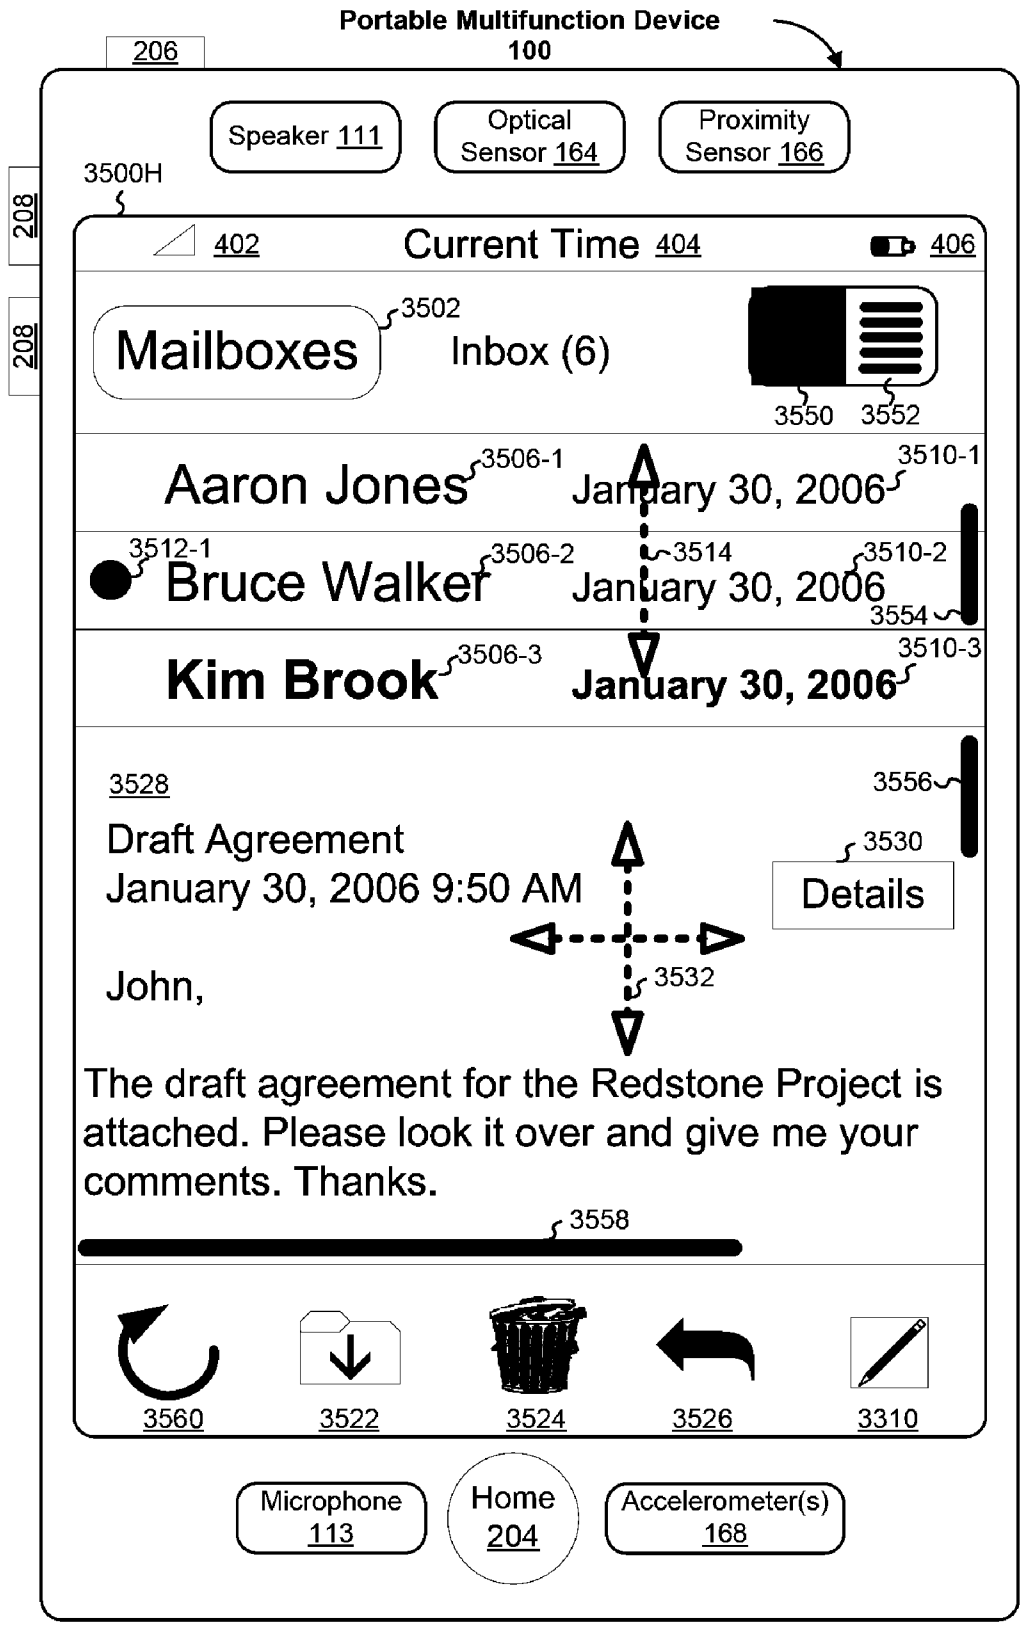 Portable Multifunction Device
100
206
Speaker 111
Optical
Sensor 164
Proximity
Sensor 166
3500H
208
208
402
Current Time 404
406
Mailboxes
3502
Inbox (6)
3550
3552
Aaron Jones
3506-1
January 30, 2006
3510-1
3512-1
Bruce Walker
3506-2
3514
January 30, 2006
3510-2
3554
Kim Brook
3506-3
January 30, 2006
3510-3
3528
3556
Draft Agreement
3530
January 30, 2006 9:50 AM
Details
3532
John,
The draft agreement for the Redstone Project is
attached. Please look it over and give me your
comments. Thanks.
3558
3560
3522
3524
3526
3310
Microphone
113
Home
204
Accelerometer(s)
168